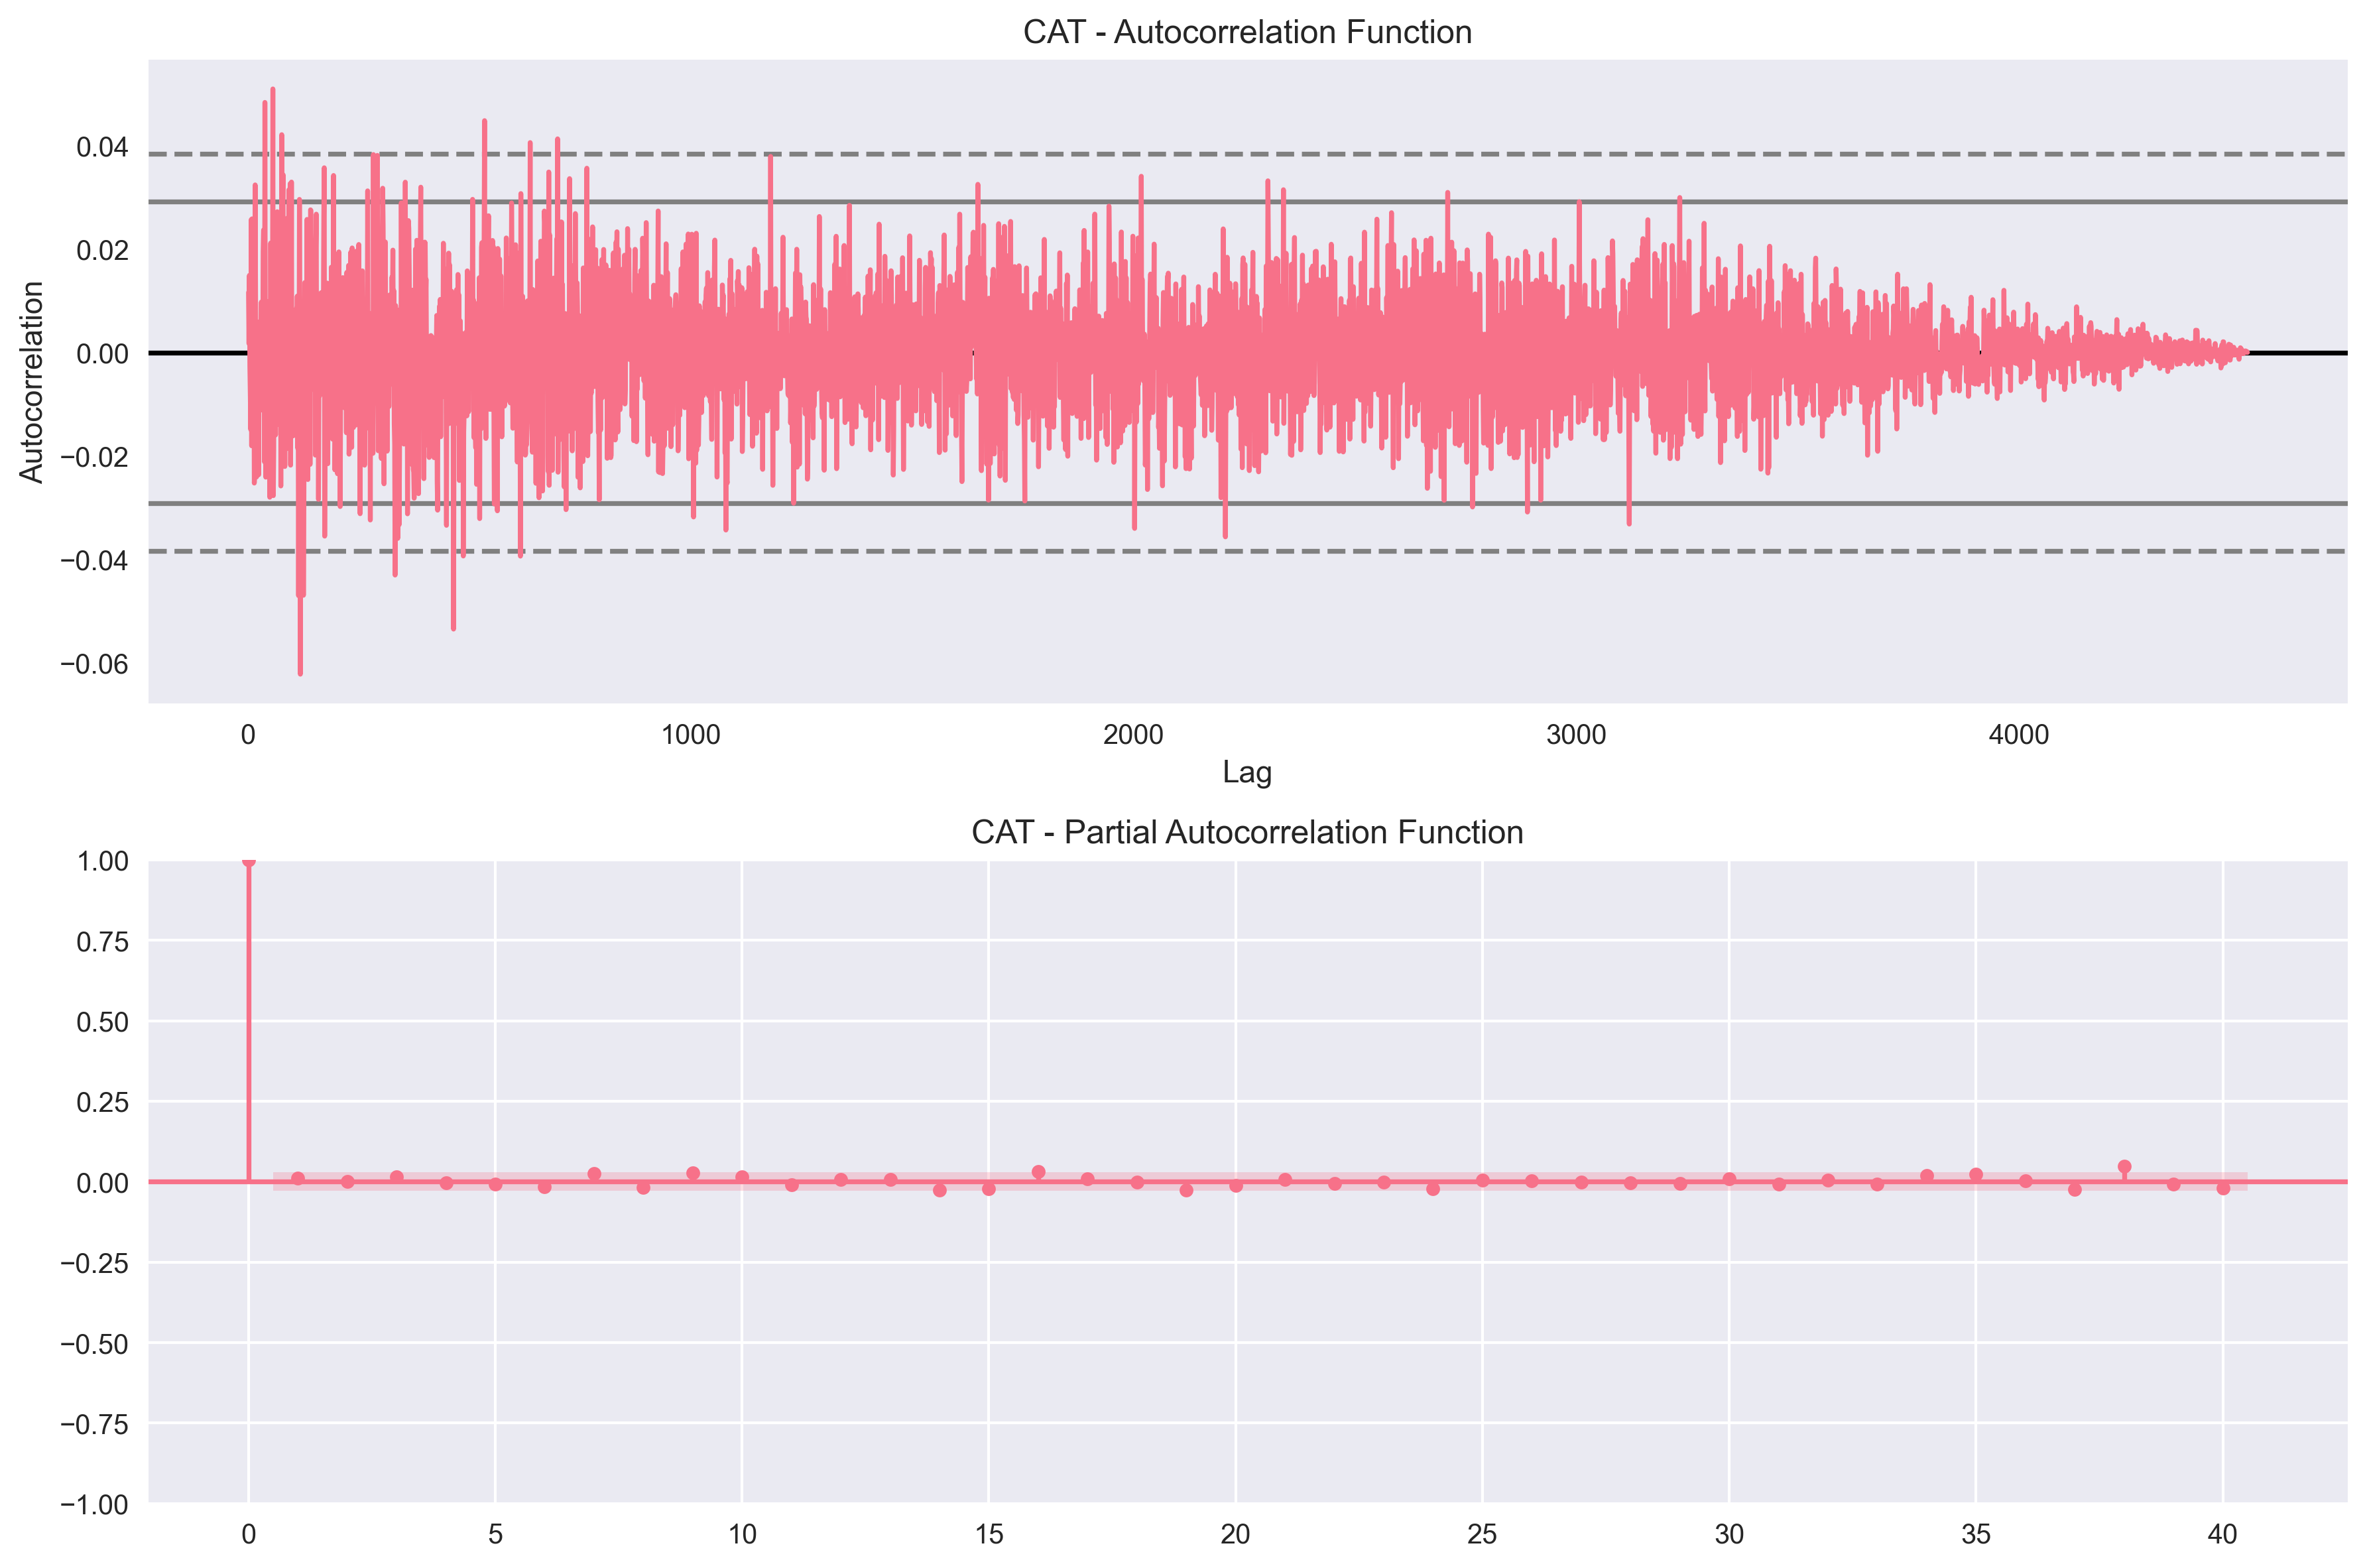 CAT - Autocorrelation Function
Autocorrelation
0.04
0.02
0.00
−0.02
−0.04
−0.06
0 1000 2000 3000 4000
Lag
CAT - Partial Autocorrelation Function
1.00
0.75
0.50
0.25
0.00
−0.25
−0.50
−0.75
−1.00
0 5 10 15 20 25 30 35 40